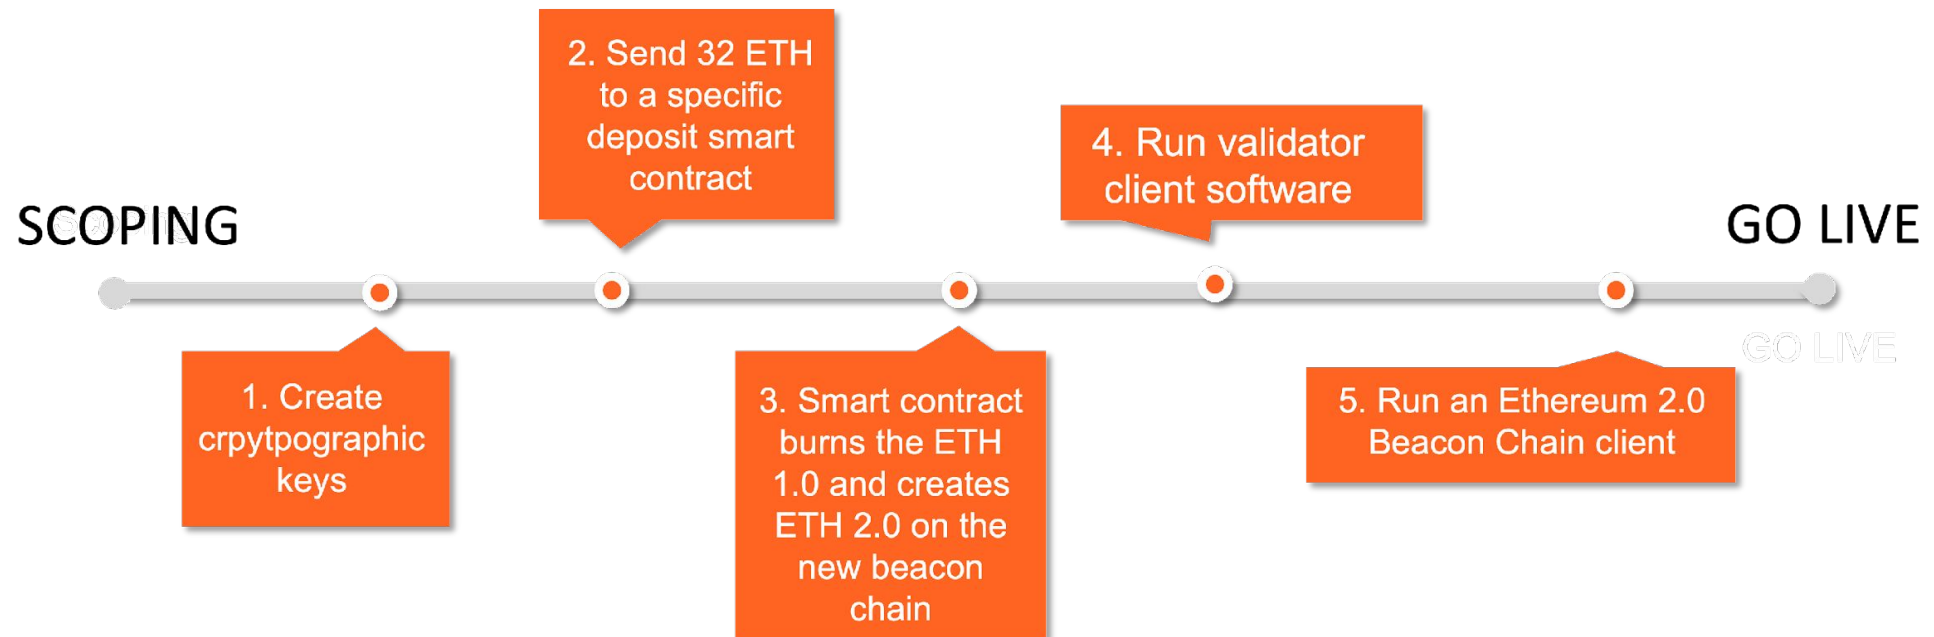 SCOPING
1. Create
crpytpographic
keys
2. Send 32 ETH
to a specific
deposit smart
contract
3. Smart contract
burns the ETH
1.0 and creates
ETH 2.0 on the
new beacon
chain
4. Run validator
client software
5. Run an Ethereum 2.0
Beacon Chain client
GO LIVE
GO LIVE